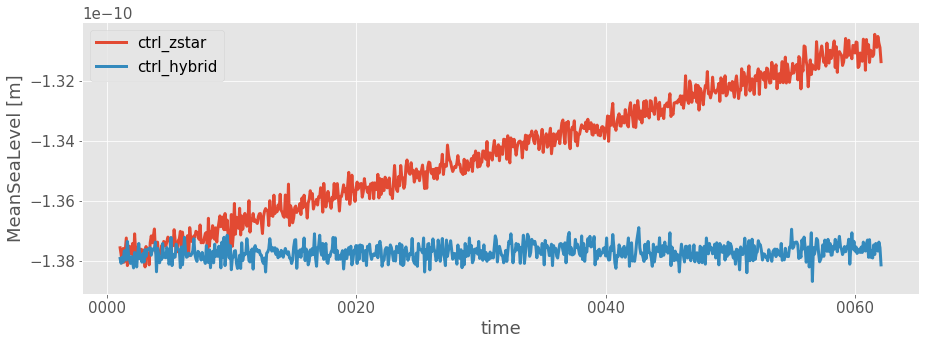 1e−10
ctrl_zstar
ctrl_hybrid
MeanSeaLevel [m]
−1.32
−1.34
−1.36
−1.38
0000 0020 0040 0060
time